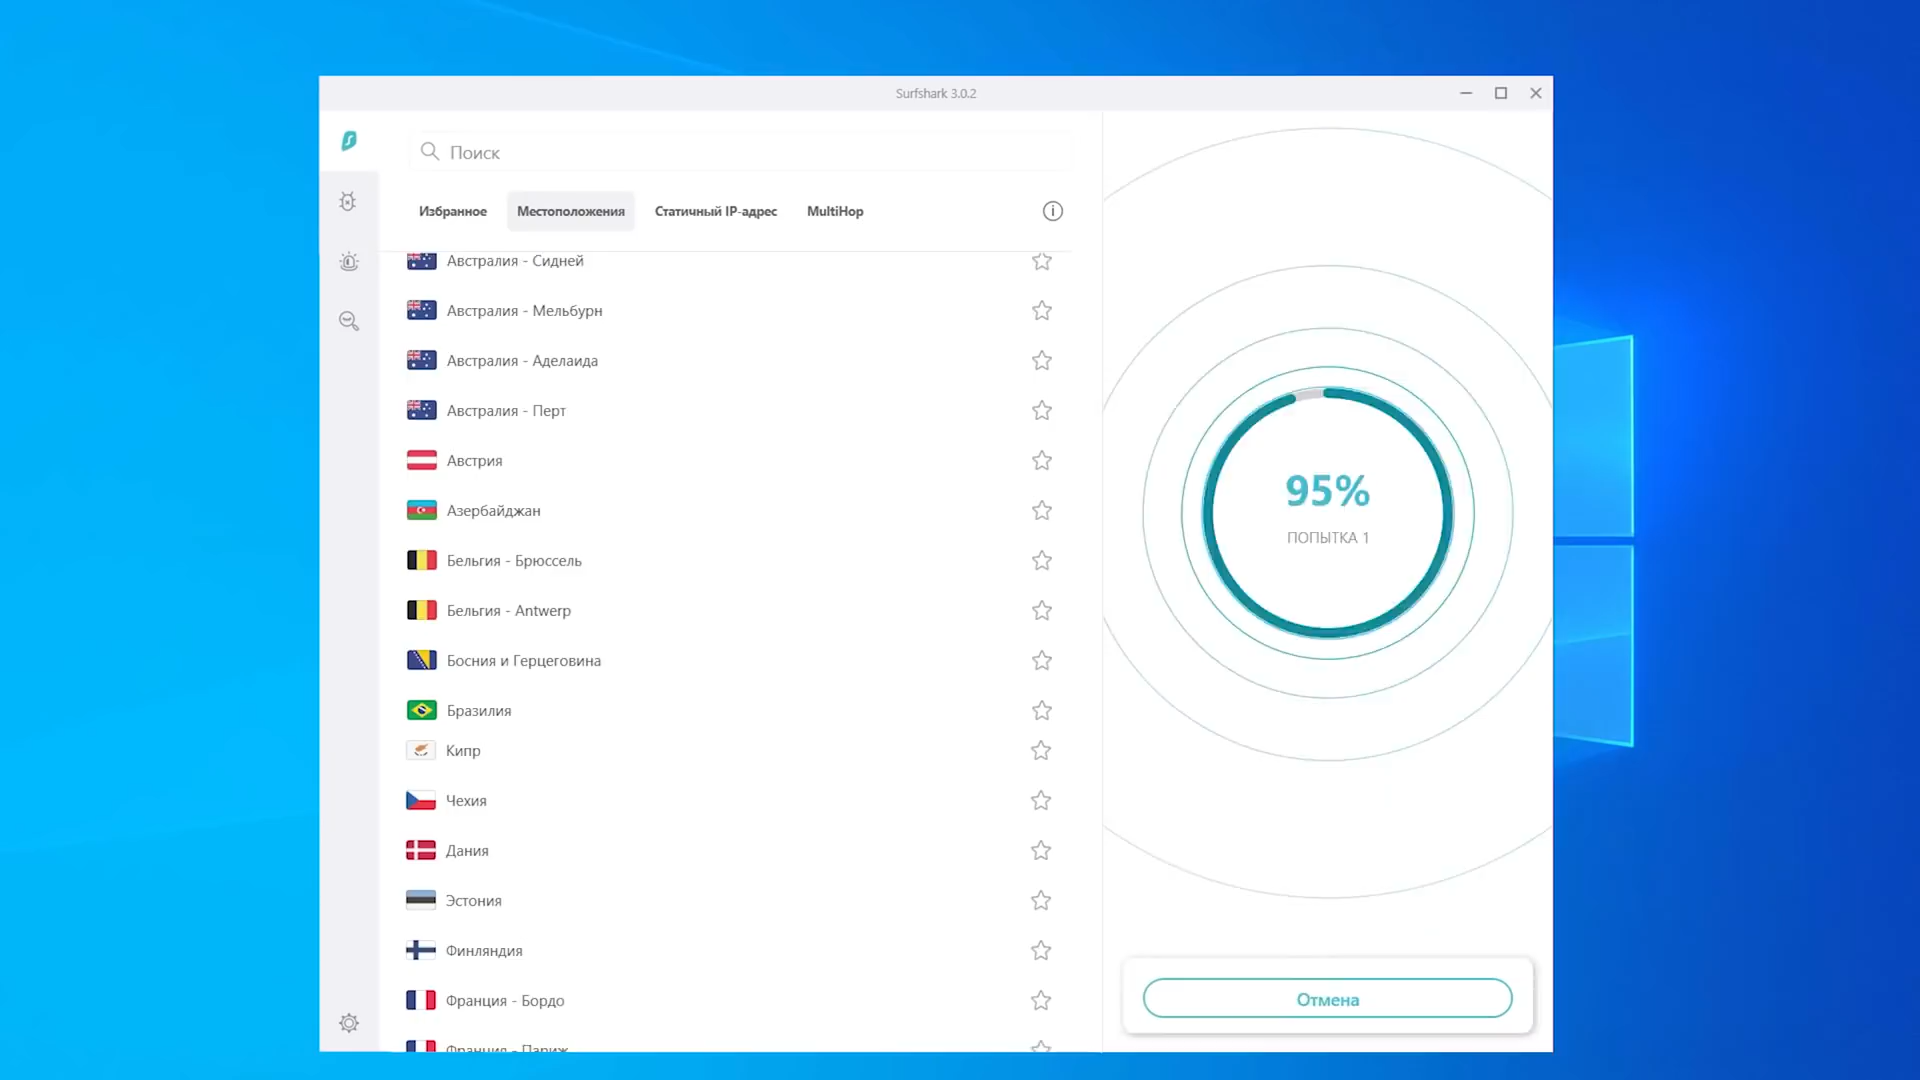 Surfshark 3.0.2
Поиск
Избранное
Местоположения
Статичный IP-адрес
MultiHop
Австралия - Сидней
Австралия - Мельбурн
Австралия - Аделаида
Австралия - Перт
Австрия
Азербайджан
Бельгия - Брюссель
Бельгия - Antwerp
Босния и Герцеговина
Бразилия
Кипр
Чехия
Дания
Эстония
Финляндия
Франция - Бордо
Франция - Париж
95%
ПОПЫТКА 1
Отмена